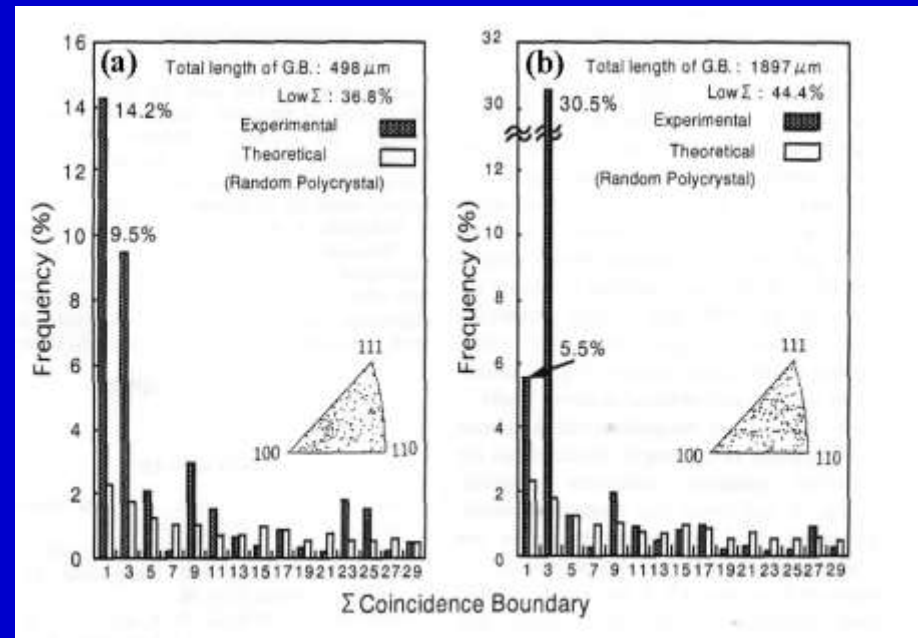 (a)
Total length of G.B. : 498 μm
Low Σ : 36.8%
Experimental
Theoretical
(Random Polycrystal)
16
14
12
10
8
6
4
2
0
14.2%
9.5%
Frequency (%)
111
100
110
1 3 5 7 9 11 13 15 17 19 21 23 25 27 29
(b)
Total length of G.B. : 1897 μm
Low Σ : 44.4%
Experimental
Theoretical
(Random Polycrystal)
32
30
12
10
8
6
4
2
0
30.5%
5.5%
Frequency (%)
111
100
110
1 3 5 7 9 11 13 15 17 19 21 23 25 27 29
Σ Coincidence Boundary